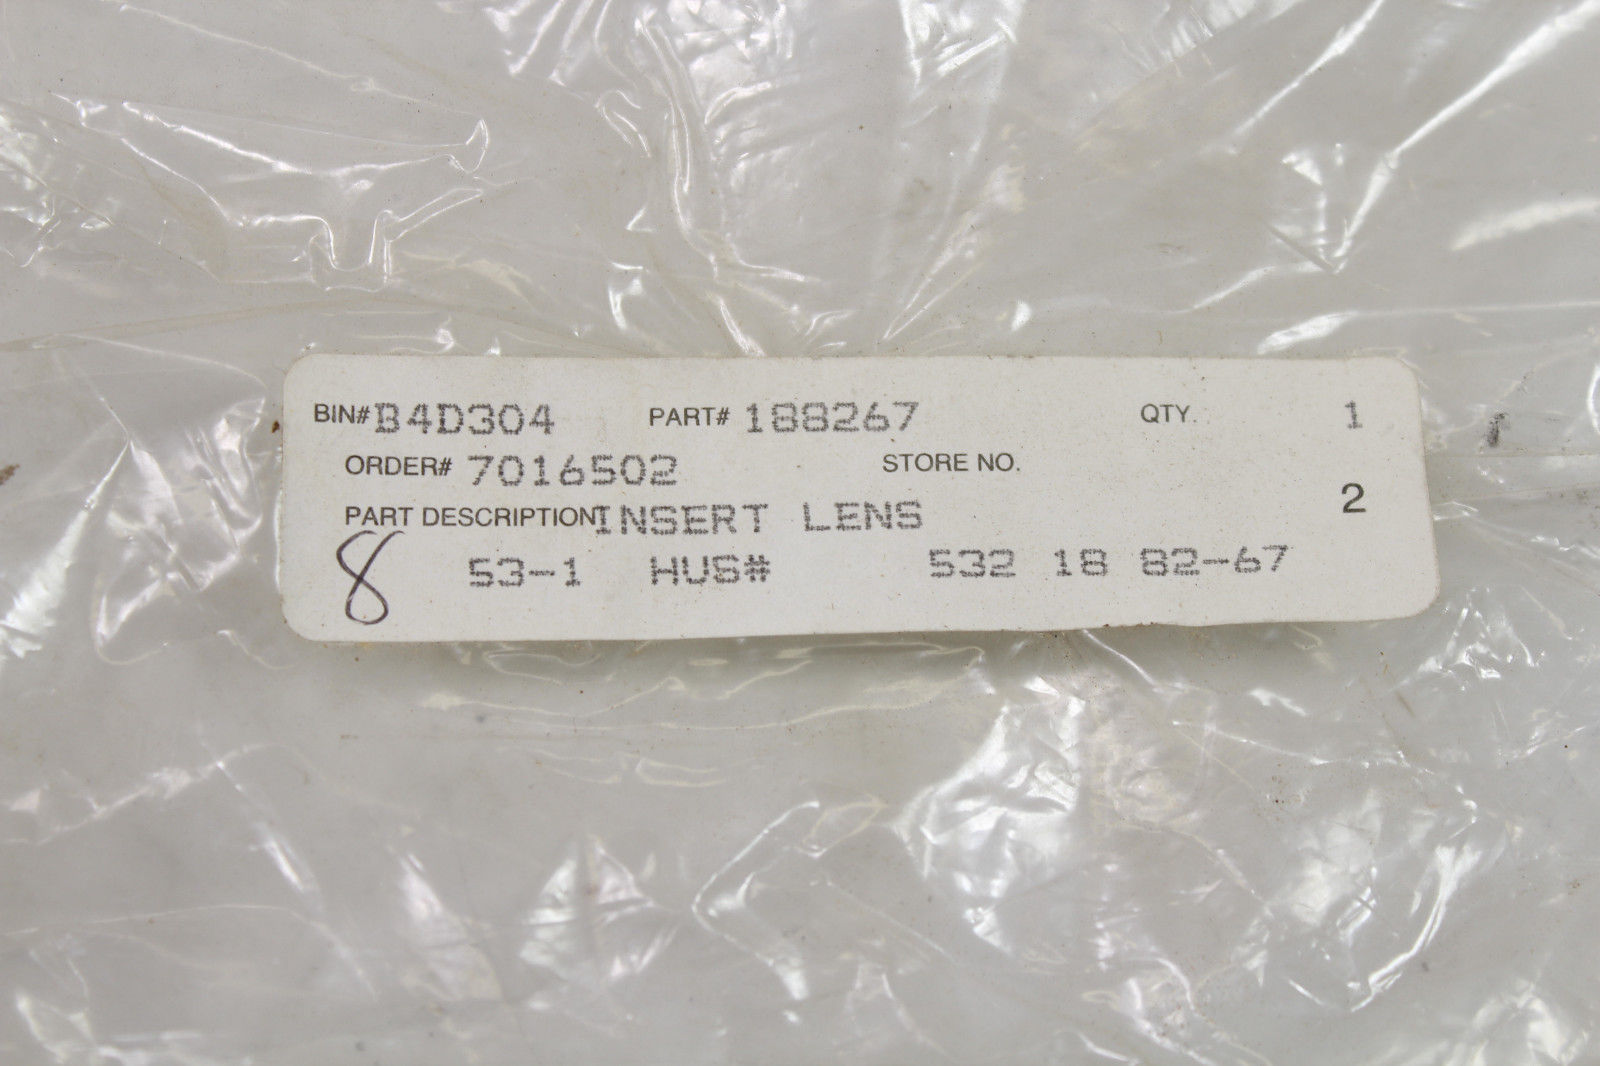 BIN# B4D304 PART# 188267 QTY. 1
ORDER# 7016502 STORE NO.
PART DESCRIPTION INSERT LENS 2
8 53-1 HUS# 532 18 82-67